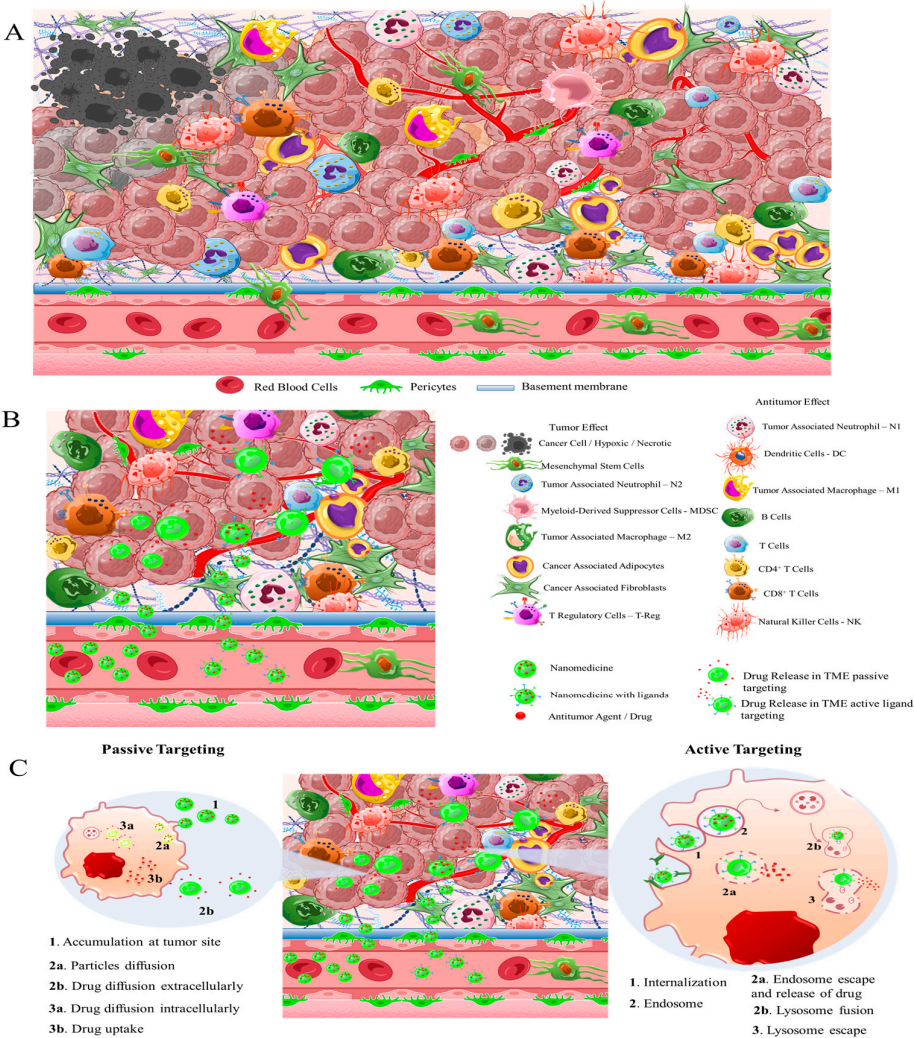 A
Red Blood Cells
Pericytes
Basement membrane
B
Tumor Effect
Cancer Cell / Hypoxic / Necrotic
Mesenchymal Stem Cells
Tumor Associated Neutrophil – N2
Myeloid-Derived Suppressor Cells - MDSC
Tumor Associated Macrophage – M2
Cancer Associated Adipocytes
Cancer Associated Fibroblasts
T Regulatory Cells – T-Reg
Antitumor Effect
Tumor Associated Neutrophil – N1
Dendritic Cells - DC
Tumor Associated Macrophage – M1
B Cells
T Cells
CD4⁺ T Cells
CD8⁺ T Cells
Natural Killer Cells - NK
Nanomedicine
Nanomedicine with ligands
Antitumor Agent / Drug
Drug Release in TME passive
targeting
Drug Release in TME active ligand
targeting
C
Passive Targeting
1
3a
2a
3b
2b
1. Accumulation at tumor site
2a. Particles diffusion
2b. Drug diffusion extracellularly
3a. Drug diffusion intracellularly
3b. Drug uptake
Active Targeting
2
1
2b
2a
3
1. Internalization
2. Endosome
2a. Endosome escape
and release of drug
2b. Lysosome fusion
3. Lysosome escape